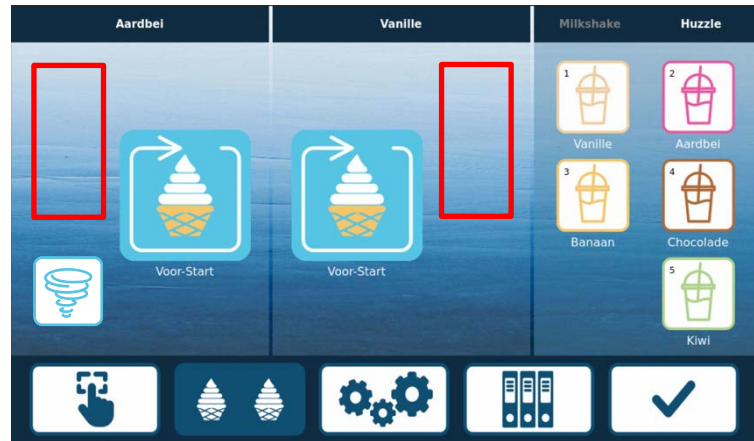 Aardbei
Vanille
Milkshake
Huzzle
Voor-Start
Voor-Start
1
Vanille
2
Aardbei
3
Banaan
4
Chocolade
5
Kiwi